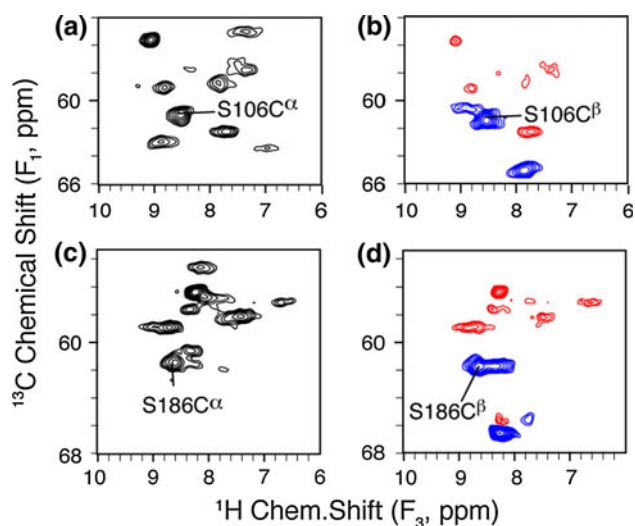 (a) (b)
60 60
S106Cα S106Cβ
66 66
10 9 8 7 6 10 9 8 7 6
13C Chemical Shift (F1, ppm)
(c) (d)
60 60
S186Cα S186Cβ
68 68
10 9 8 7 6 10 9 8 7
1H Chem.Shift (F3, ppm)